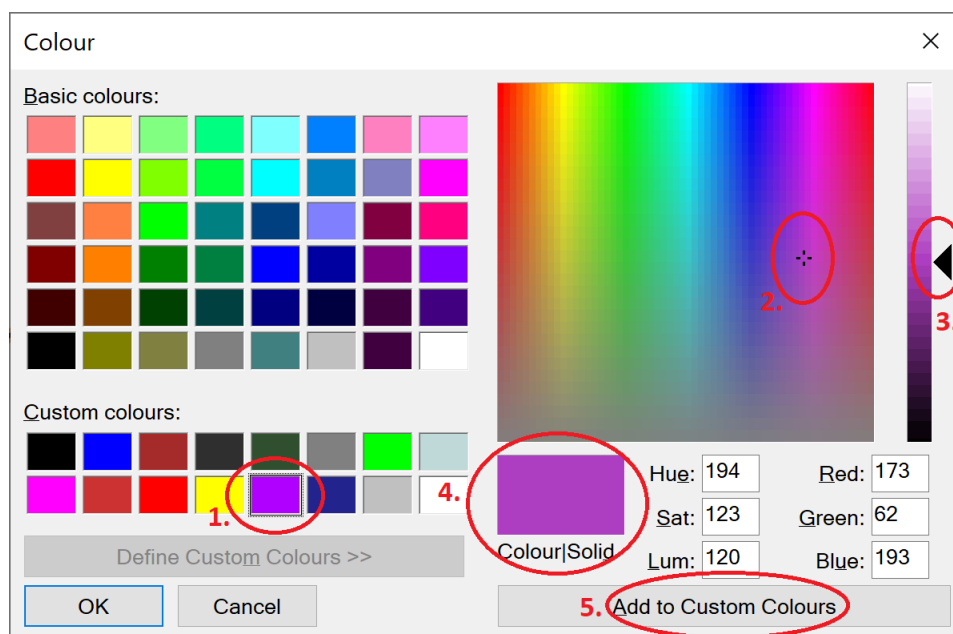 Colour
Basic colours:
Custom colours:
1.
Define Custom Colours >>
OK
Cancel
2.
3.
4.
Colour|Solid
Hue: 194
Sat: 123
Lum: 120
Red: 173
Green: 62
Blue: 193
5. Add to Custom Colours